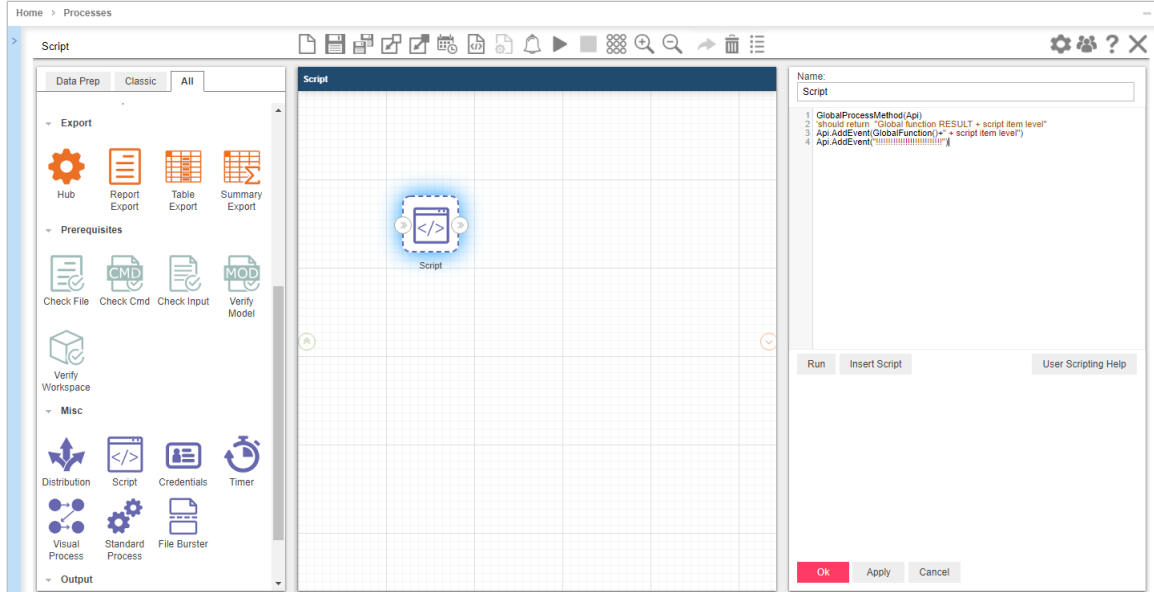 Home > Processes
Script
Data Prep
Classic
All
Export
Hub
Report Export
Table Export
Summary Export
Prerequisites
CMD
MOD
Check File
Check Cmd
Check Input
Verify Model
Verify Workspace
Misc
Distribution
Script
Credentials
Timer
Visual Process
Standard Process
File Burster
Output
Script
Script
Name:
Script
1 GlobalProcessMethod(Api)
2 'should return "Global function RESULT + script item level"
3 Api.AddEvent(GlobalFunction()+" + script item level")
4 Api.AddEvent("!!!!!!!!!!!!!!!!!!!!!!!!!!")
Run
Insert Script
User Scripting Help
Ok
Apply
Cancel